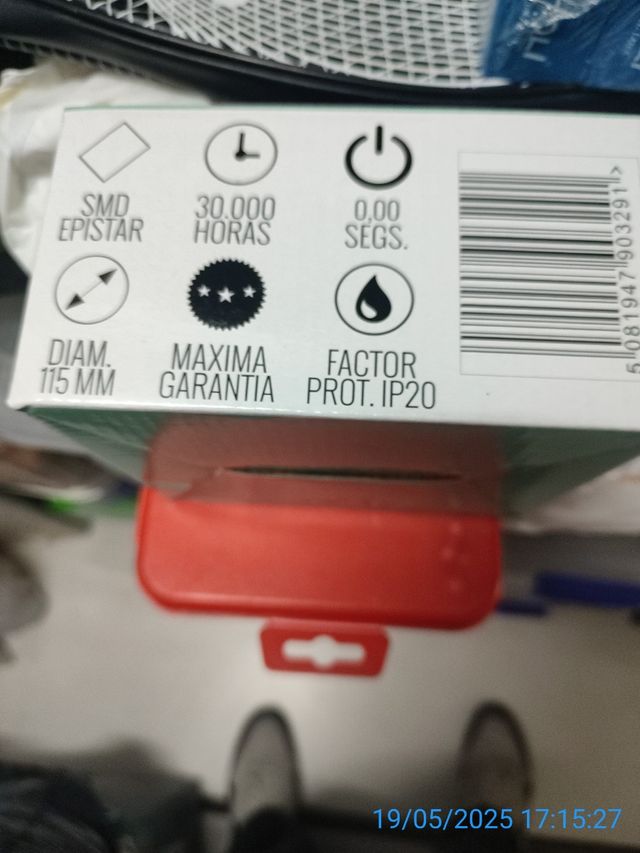 SMD
EPISTAR
30.000
HORAS
0,00
SEGS.
DIAM.
115 MM
MAXIMA
GARANTIA
FACTOR
PROT. IP20
5 081947 903291 >
19/05/2025 17:15:27